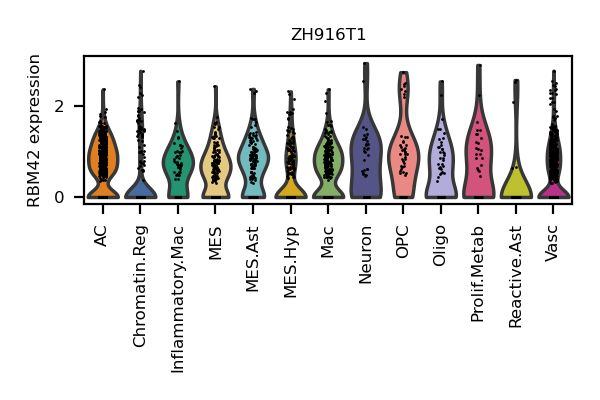 ZH916T1
RBM42 expression
2
0
AC
Chromatin.Reg
Inflammatory.Mac
MES
MES.Ast
MES.Hyp
Mac
Neuron
OPC
Oligo
Prolif.Metab
Reactive.Ast
Vasc